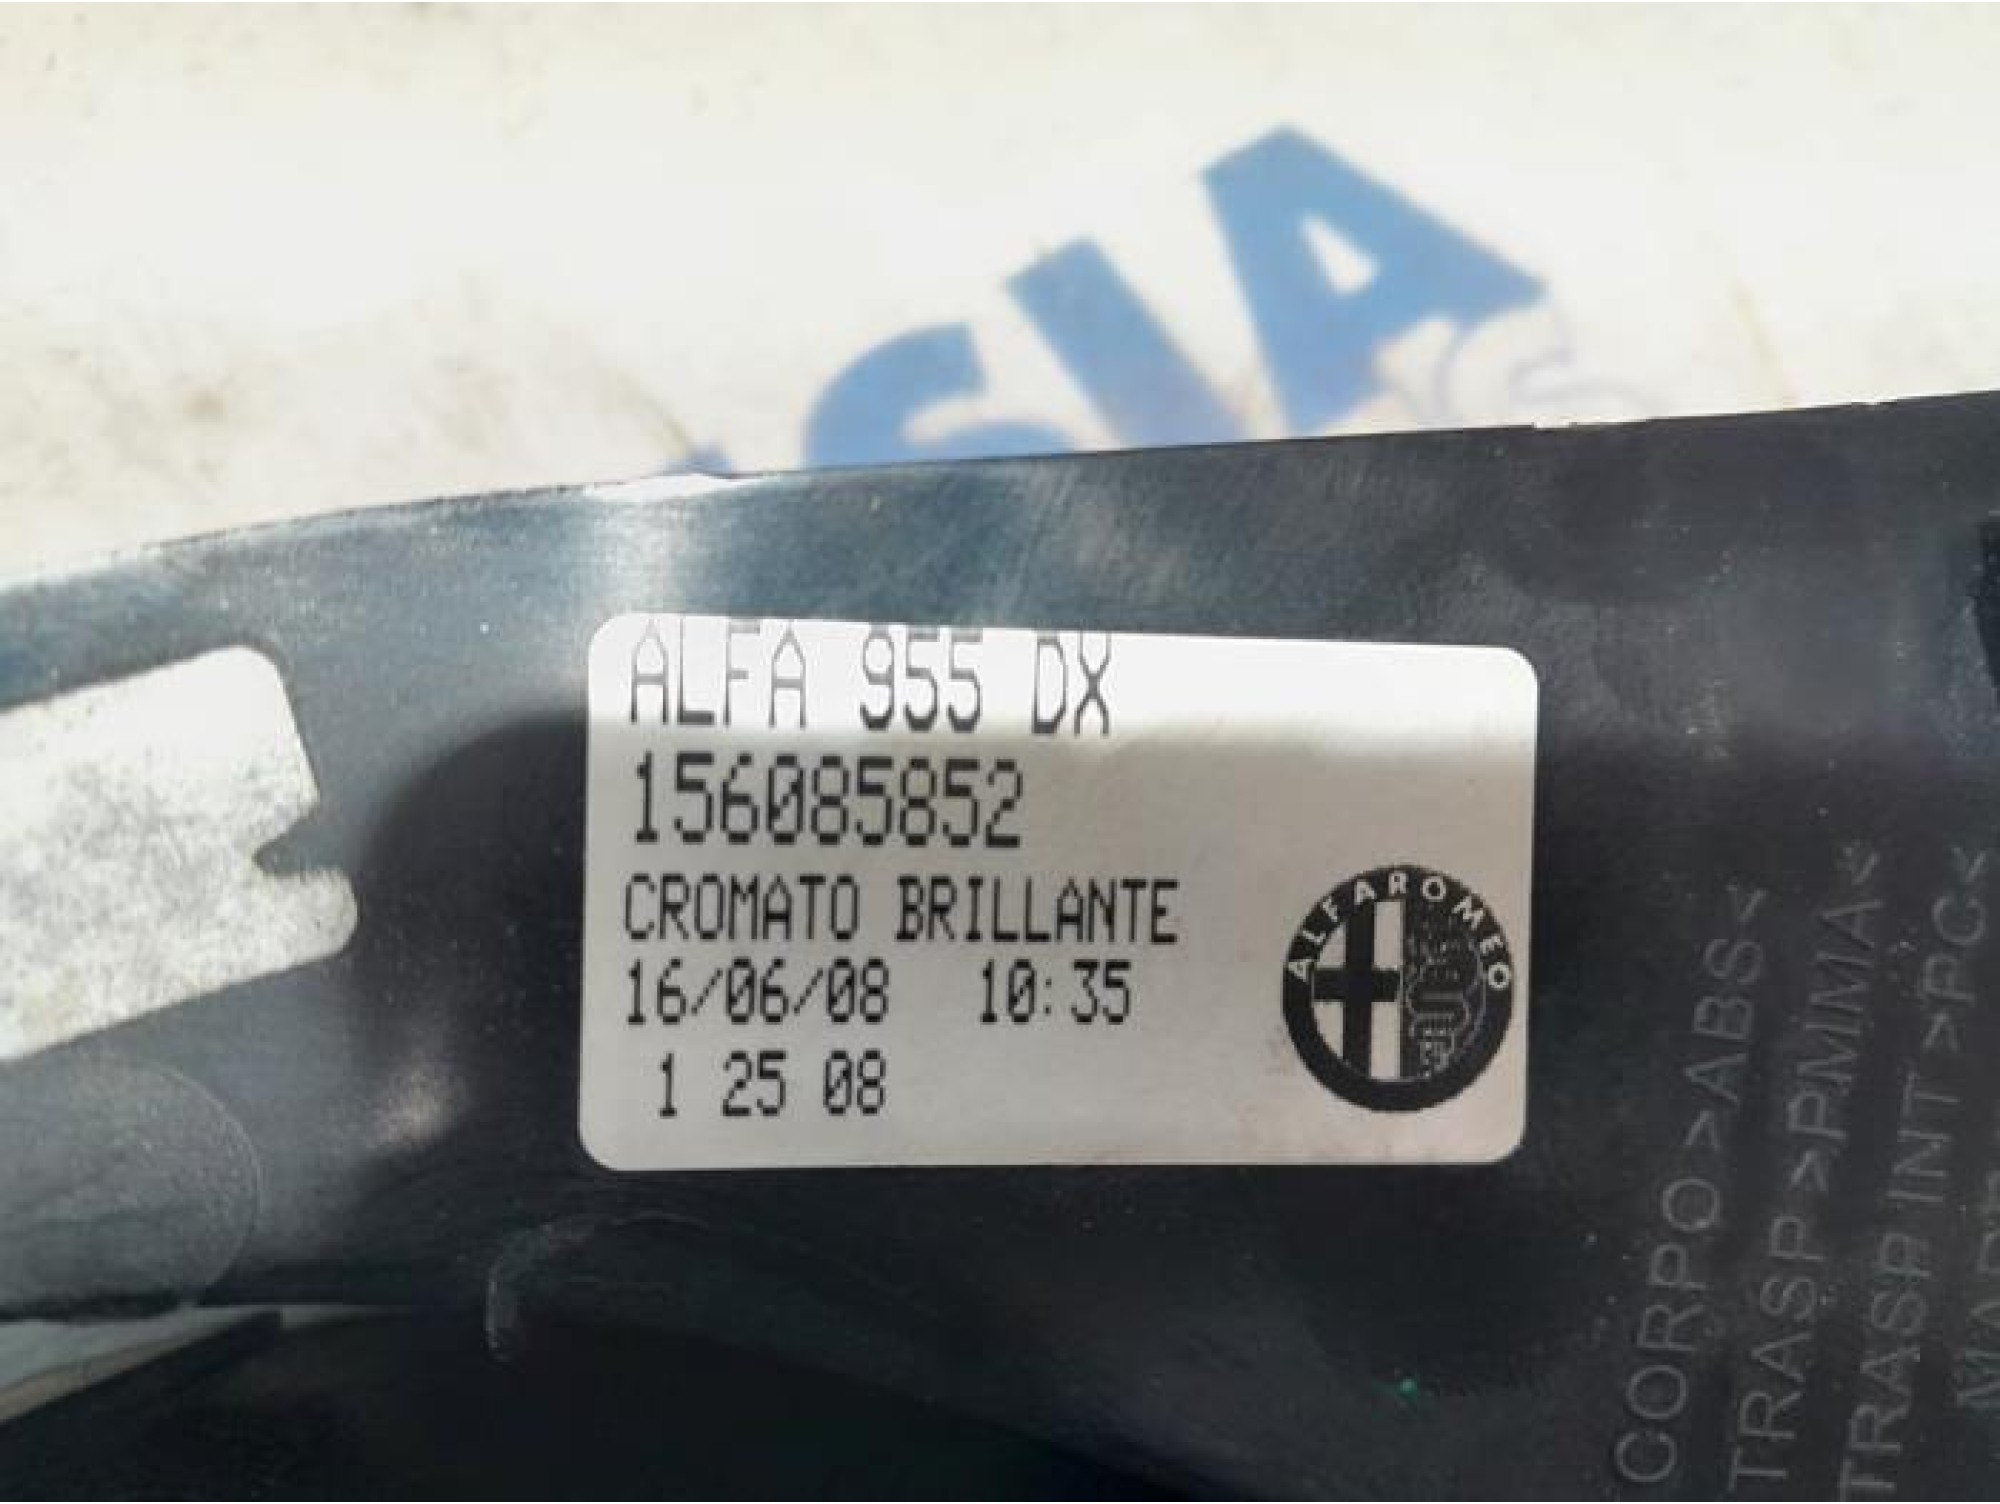 SIA
ALFA 955 DX
156085852
CROMATO BRILLANTE
16/06/08 10:35
1 25 08
ALFA ROMEO
CORPO >ABS<
TRASP >PMMA<
TRASP INT >PC<